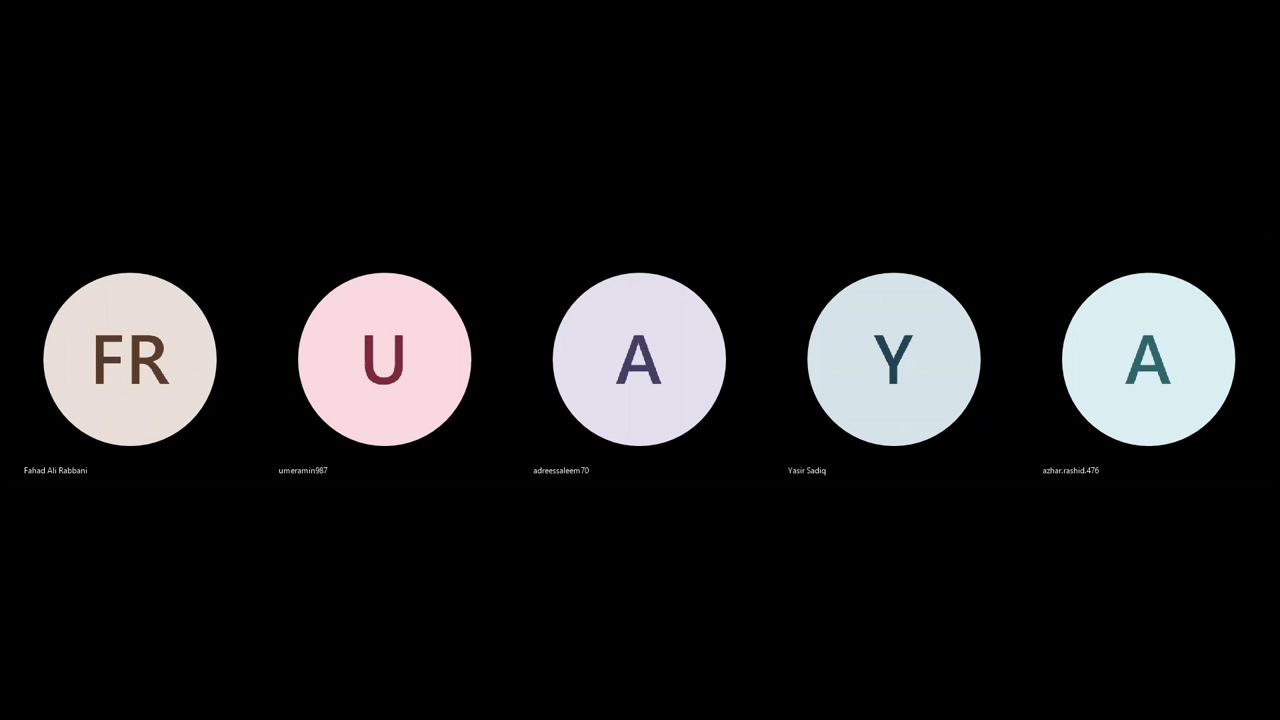 FR
U
A
Y
A
Fahad Ali Rabbani
umeramin987
adreessaleem70
Yasir Sadiq
azhar.rashid.476